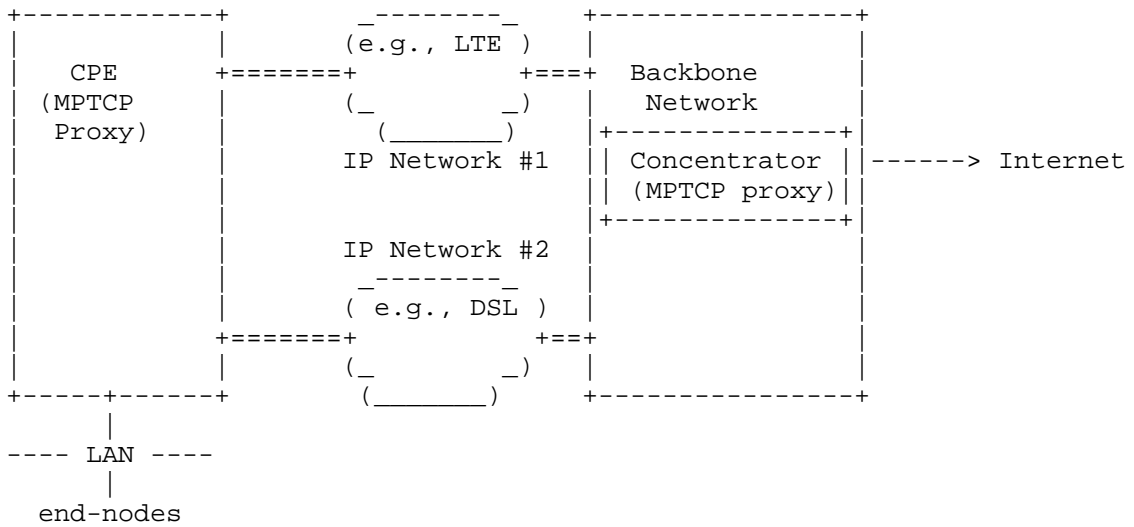 (e.g., LTE )
CPE Backbone
(MPTCP Network
Proxy)
IP Network #1 Concentrator ------> Internet
(MPTCP proxy)
IP Network #2
( e.g., DSL )
---- LAN ----
end-nodes